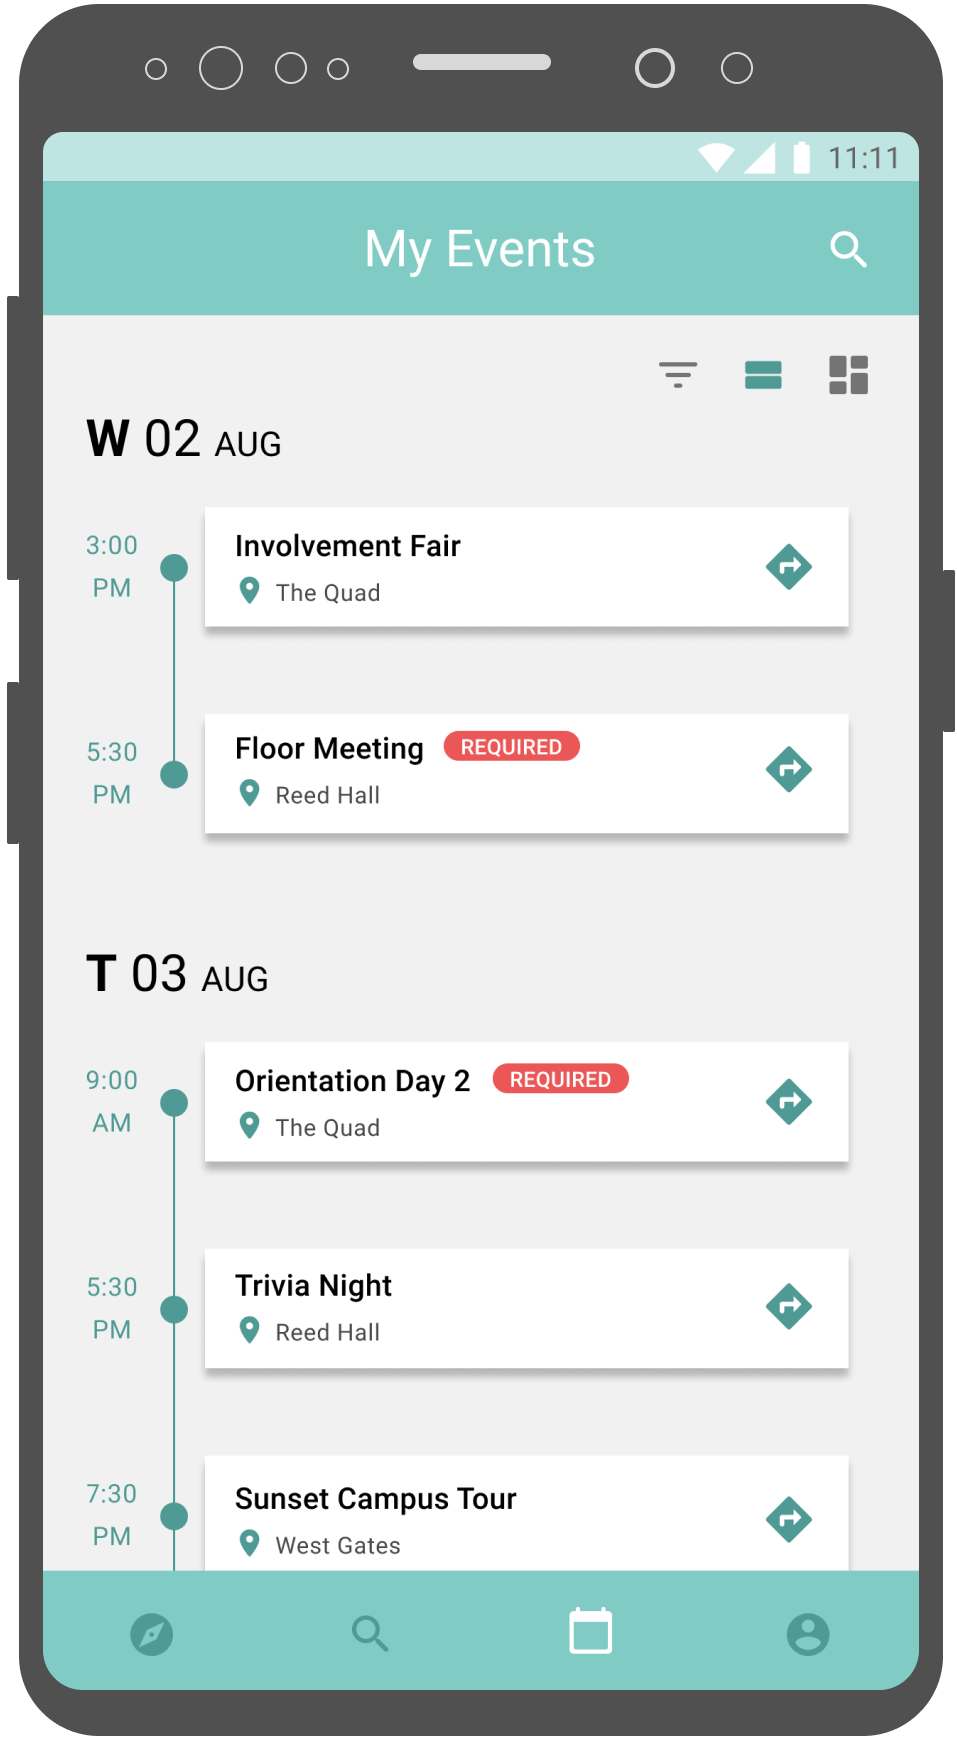 11:11
My Events
W 02 AUG
3:00
PM
Involvement Fair
The Quad
5:30
PM
Floor Meeting REQUIRED
Reed Hall
T 03 AUG
9:00
AM
Orientation Day 2 REQUIRED
The Quad
5:30
PM
Trivia Night
Reed Hall
7:30
PM
Sunset Campus Tour
West Gates